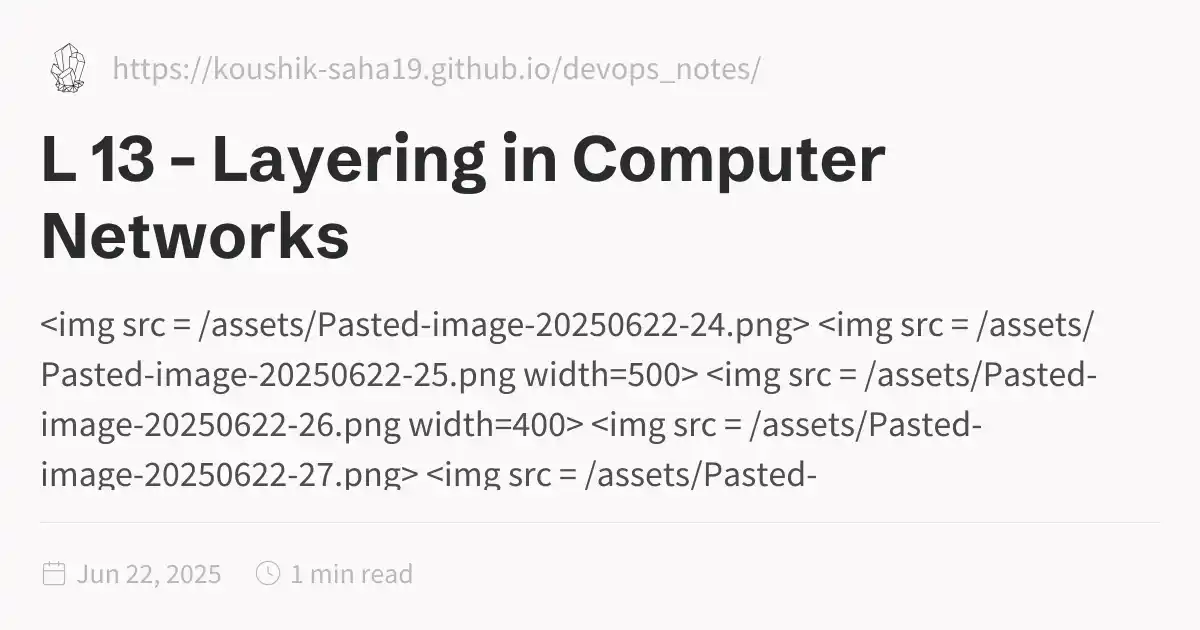 https://koushik-saha19.github.io/devops_notes/
L 13 - Layering in Computer
Networks
<img src = /assets/Pasted-image-20250622-24.png> <img src = /assets/
Pasted-image-20250622-25.png width=500> <img src = /assets/Pasted-
image-20250622-26.png width=400> <img src = /assets/Pasted-
image-20250622-27.png> <img src = /assets/Pasted-
Jun 22, 2025
1 min read